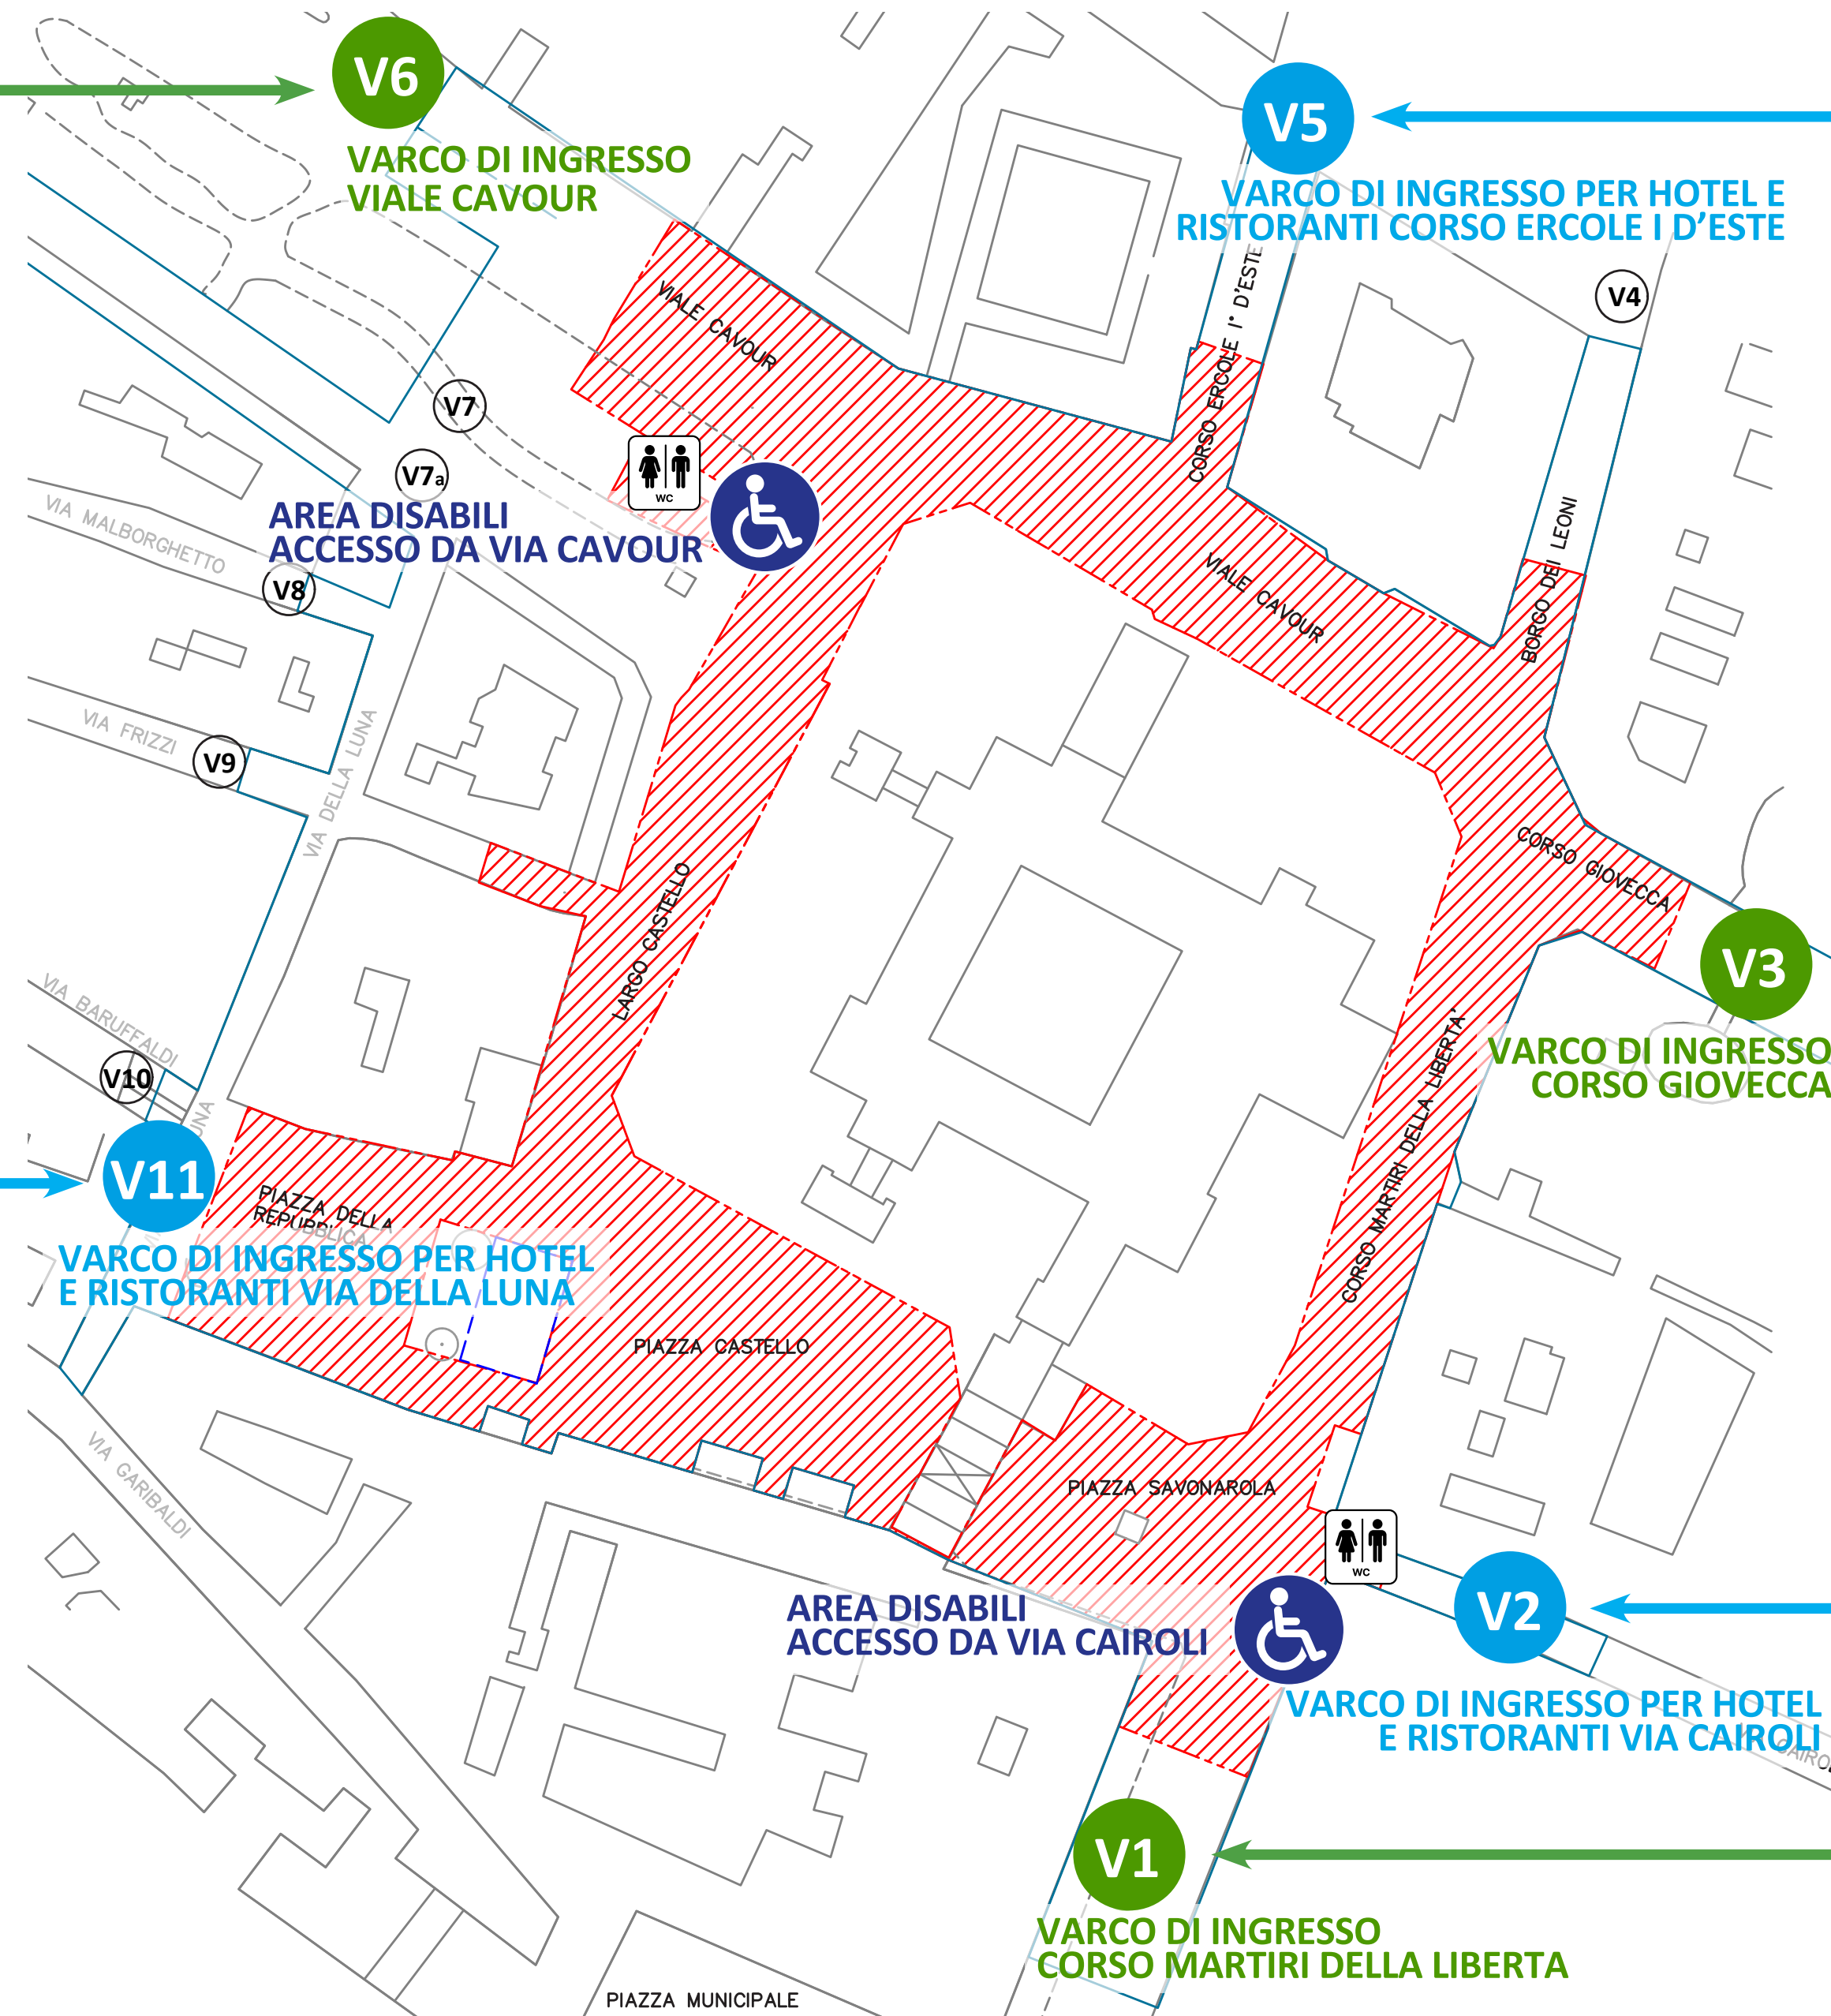 V6
VARCO DI INGRESSO
VIALE CAVOUR
V5
VARCO DI INGRESSO PER HOTEL E
RISTORANTI CORSO ERCOLE I D'ESTE
V4
VIALE CAVOUR
CORSO ERCOLE I° D'ESTE
V7
V7a
WC
AREA DISABILI
ACCESSO DA VIA CAVOUR
VIA MALBORGHETTO
V8
VIALE CAVOUR
BORGO DEI LEONI
VIA FRIZZI
V9
VIA DELLA LUNA
CORSO GIOVECCA
LARGO CASTELLO
V3
VARCO DI INGRESSO
CORSO GIOVECCA
VIA BARUFFALDI
V10
CORSO MARTIRI DELLA LIBERTA'
V11
PIAZZA DELLA
REPUBBLICA
VARCO DI INGRESSO PER HOTEL
E RISTORANTI VIA DELLA LUNA
PIAZZA CASTELLO
VIA GARIBALDI
PIAZZA SAVONAROLA
WC
AREA DISABILI
ACCESSO DA VIA CAIROLI
V2
VARCO DI INGRESSO PER HOTEL
E RISTORANTI VIA CAIROLI
V1
VARCO DI INGRESSO
CORSO MARTIRI DELLA LIBERTA
PIAZZA MUNICIPALE